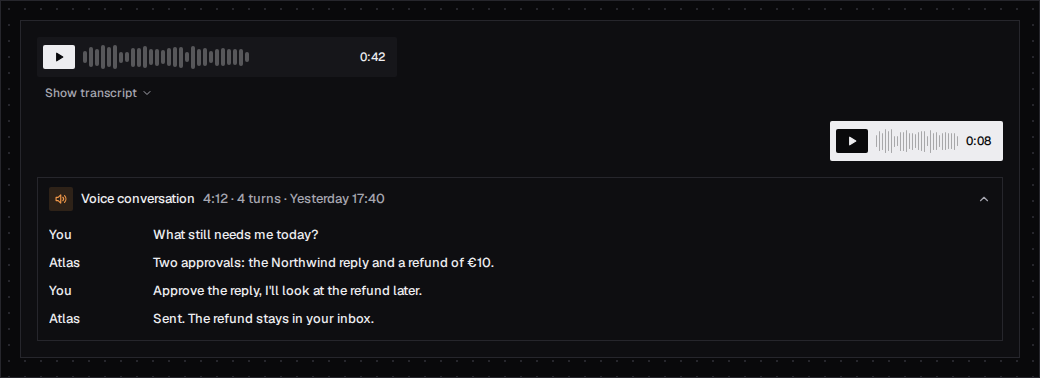 0:42
Show transcript
0:08
Voice conversation 4:12 · 4 turns · Yesterday 17:40
You What still needs me today?
Atlas Two approvals: the Northwind reply and a refund of €10.
You Approve the reply, I'll look at the refund later.
Atlas Sent. The refund stays in your inbox.